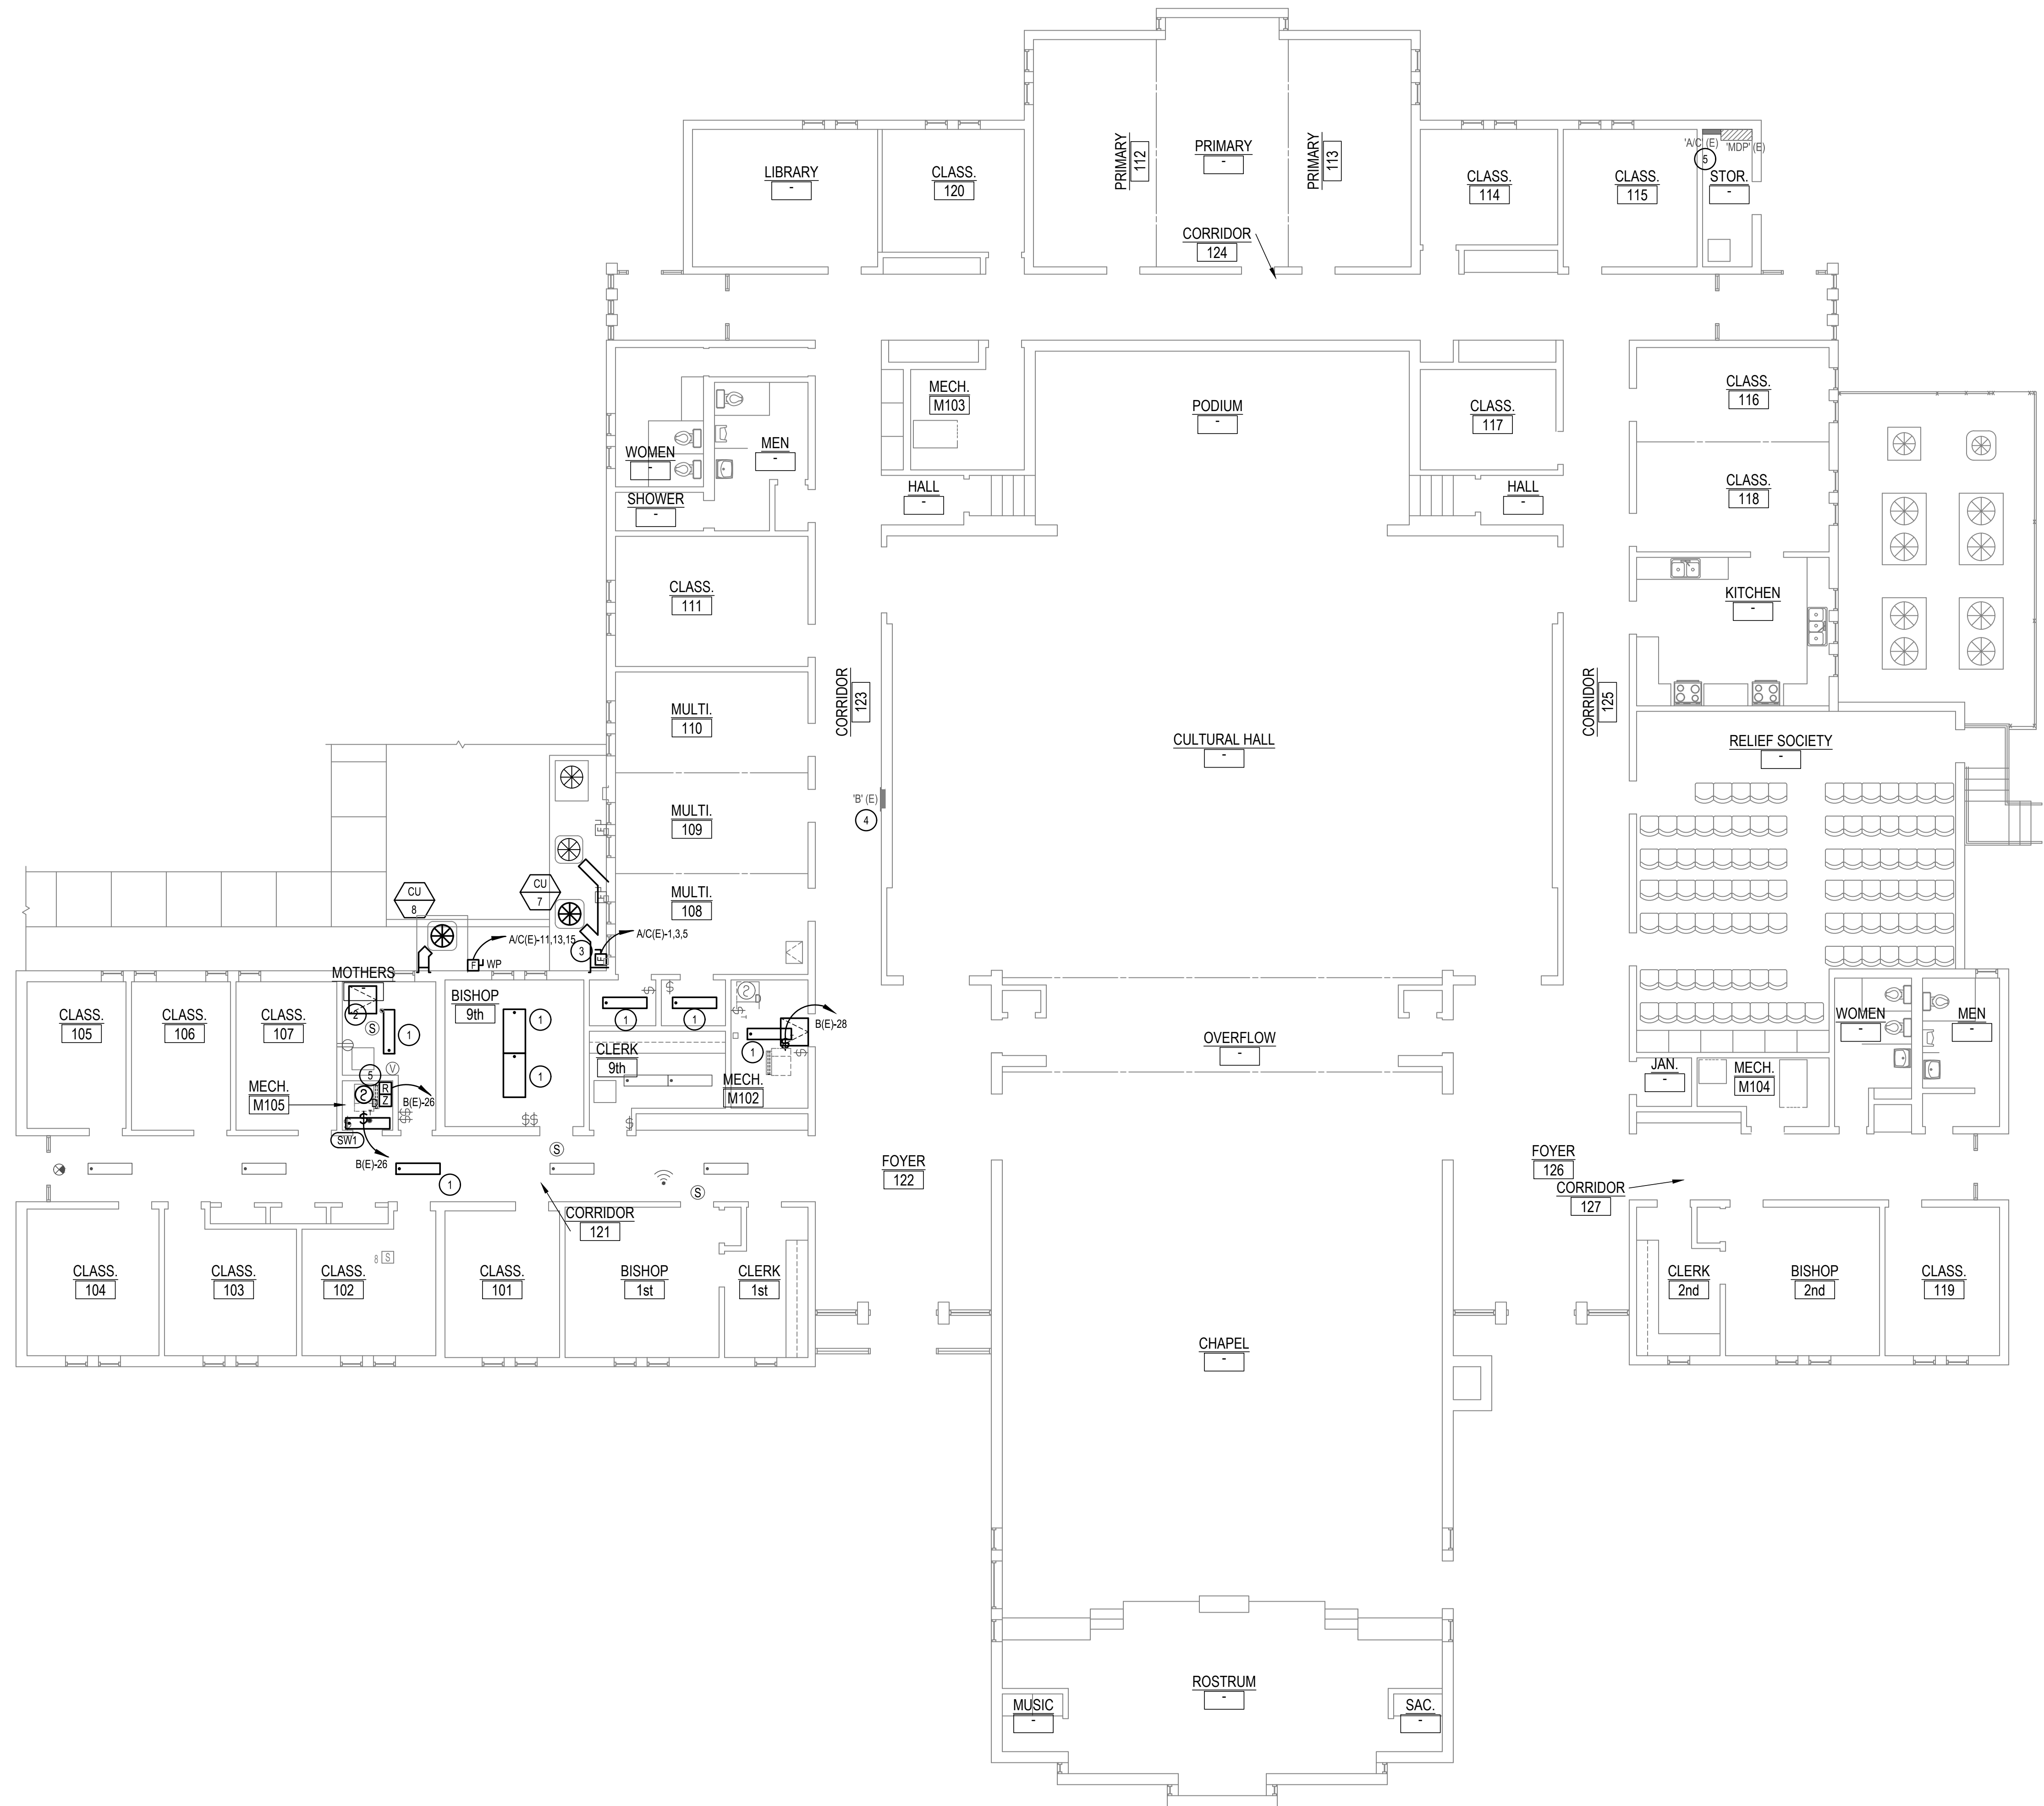 PRIMARY
112
PRIMARY
-
PRIMARY
113
LIBRARY
-
CLASS.
120
CLASS.
114
CLASS.
115
'A/C' (E)
'MDP' (E)
5
STOR.
-
CORRIDOR
124
MECH.
M103
PODIUM
-
CLASS.
117
CLASS.
116
WOMEN
-
MEN
-
SHOWER
-
HALL
-
HALL
-
CLASS.
118
CLASS.
111
KITCHEN
-
CORRIDOR
123
MULTI.
110
CULTURAL HALL
-
CORRIDOR
125
RELIEF SOCIETY
-
MULTI.
109
'B' (E)
4
F
F
MULTI.
108
CU
8
CU
7
A/C(E)-11,13,15
A/C(E)-1,3,5
3
F
F
WP
MOTHERS
-
2
S
1
BISHOP
9th
1
1
1
1
D
T
B(E)-28
1
CLASS.
105
CLASS.
106
CLASS.
107
CLERK
9th
MECH.
M102
OVERFLOW
-
WOMEN
-
MEN
-
JAN.
-
MECH.
M104
MECH.
M105
5
V
R
Z
B(E)-26
$
T
$$
$$
$
SW1
B(E)-26
S
1
S
FOYER
122
FOYER
126
CORRIDOR
127
CORRIDOR
121
CLASS.
104
CLASS.
103
CLASS.
102
8
S
CLASS.
101
BISHOP
1st
CLERK
1st
CLERK
2nd
BISHOP
2nd
CLASS.
119
CHAPEL
-
ROSTRUM
-
MUSIC
-
SAC.
-